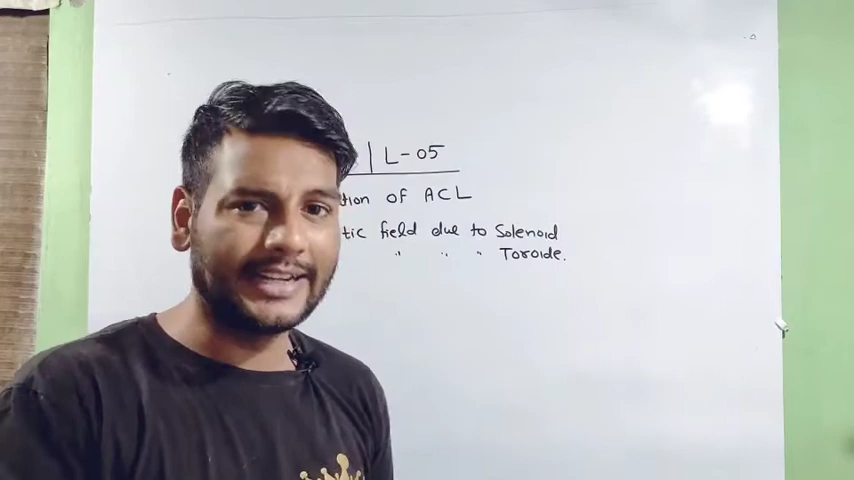 | L-05
tion of ACL
tic field due to Solenoid
" " " Toroide.